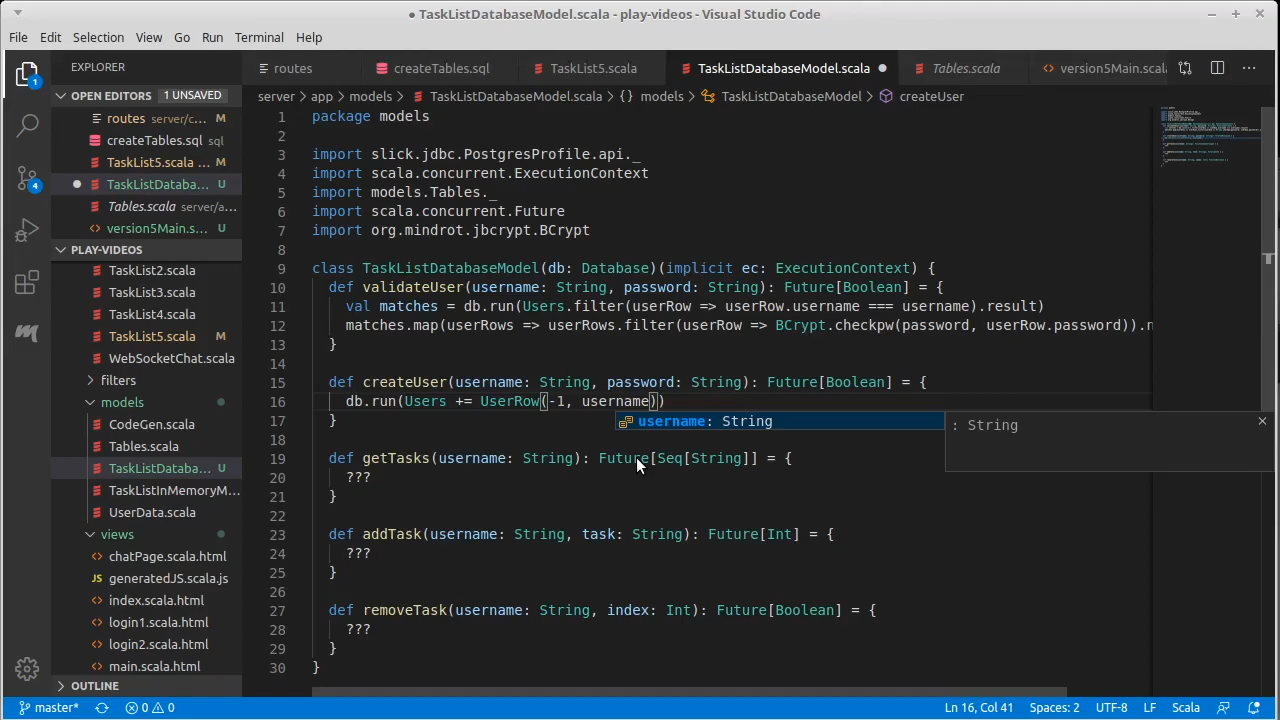 ● TaskListDatabaseModel.scala - play-videos - Visual Studio Code
File Edit Selection View Go Run Terminal Help
EXPLORER
routes createTables.sql TaskList5.scala TaskListDatabaseModel.scala Tables.scala version5Main.scala
OPEN EDITORS 1 UNSAVED
server › app › models › TaskListDatabaseModel.scala › {} models › TaskListDatabaseModel › createUser
routes server/c... M
createTables.sql
TaskList5.scala ... M
TaskListDataba... U
Tables.scala server/a...
version5Main.s... U
PLAY-VIDEOS
TaskList2.scala
TaskList3.scala
TaskList4.scala
TaskList5.scala M
WebSocketChat.scala
filters
models
CodeGen.scala
Tables.scala
TaskListDataba... U
TaskListInMemoryM...
UserData.scala
views
chatPage.scala.html
JS generatedJS.scala.js
index.scala.html
login1.scala.html
login2.scala.html
main.scala.html
OUTLINE
1
4
1 package models
2
3 import slick.jdbc.PostgresProfile.api._
4 import scala.concurrent.ExecutionContext
5 import models.Tables._
6 import scala.concurrent.Future
7 import org.mindrot.jbcrypt.BCrypt
8
9 class TaskListDatabaseModel(db: Database)(implicit ec: ExecutionContext) {
10 def validateUser(username: String, password: String): Future[Boolean] = {
11 val matches = db.run(Users.filter(userRow => userRow.username === username).result)
12 matches.map(userRows => userRows.filter(userRow => BCrypt.checkpw(password, userRow.password)).n
13 }
14
15 def createUser(username: String, password: String): Future[Boolean] = {
16 db.run(Users += UserRow(-1, username))
17 }
username: String
: String
18
19 def getTasks(username: String): Future[Seq[String]] = {
20 ???
21 }
22
23 def addTask(username: String, task: String): Future[Int] = {
24 ???
25 }
26
27 def removeTask(username: String, index: Int): Future[Boolean] = {
28 ???
29 }
30 }
master* 0 0 Ln 16, Col 41 Spaces: 2 UTF-8 LF Scala